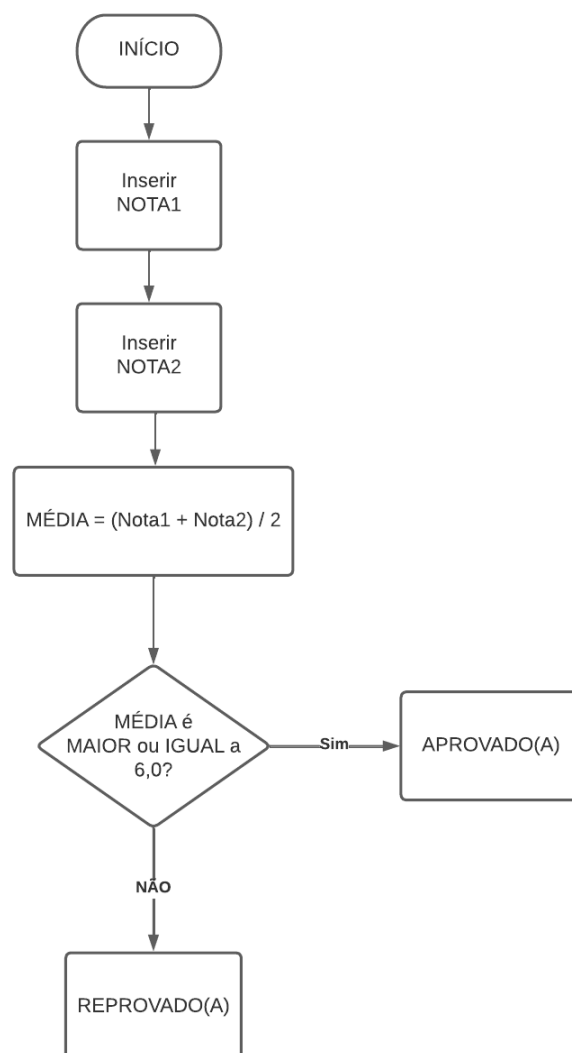 INÍCIO
Inserir
NOTA1
Inserir
NOTA2
MÉDIA = (Nota1 + Nota2) / 2
MÉDIA é
MAIOR ou IGUAL a
6,0?
Sim
APROVADO(A)
NÃO
REPROVADO(A)